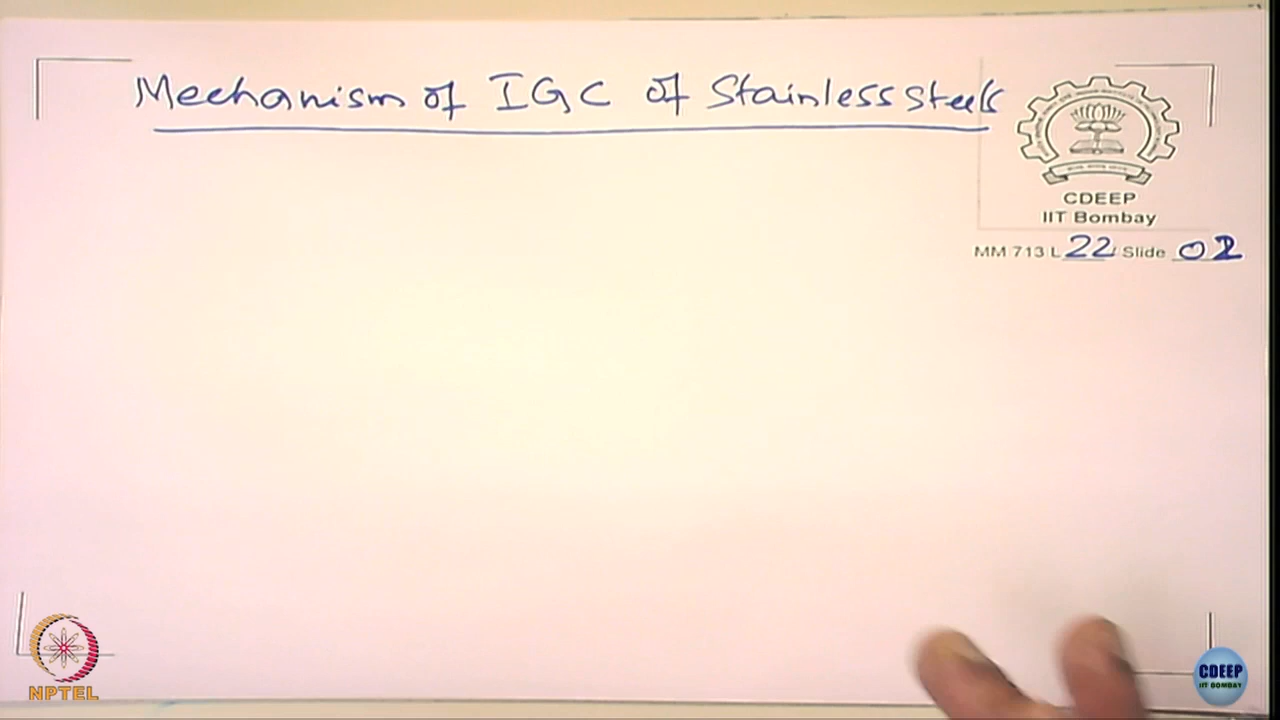 Mechanism of IGC of Stainless Steels
CDEEP
IIT Bombay
MM 713 L 22 / Slide 02
NPTEL
CDEEP
IIT BOMBAY